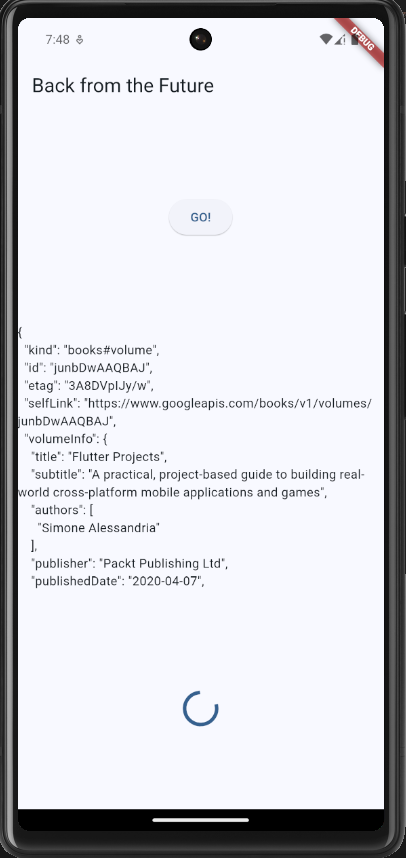 7:48
DEBUG
Back from the Future
GO!
{
"kind": "books#volume",
"id": "junbDwAAQBAJ",
"etag": "3A8DVpIJy/w",
"selfLink": "https://www.googleapis.com/books/v1/volumes/
junbDwAAQBAJ",
"volumeInfo": {
"title": "Flutter Projects",
"subtitle": "A practical, project-based guide to building real-
world cross-platform mobile applications and games",
"authors": [
"Simone Alessandria"
],
"publisher": "Packt Publishing Ltd",
"publishedDate": "2020-04-07",